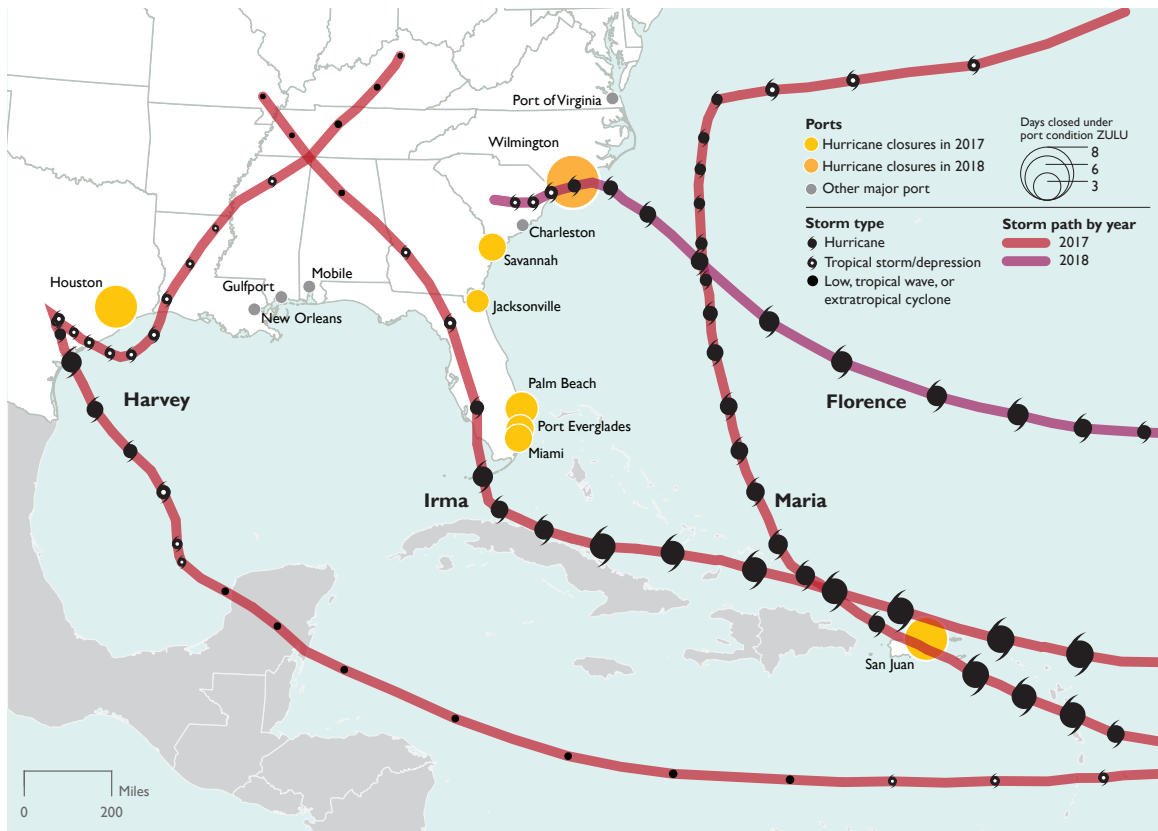 Port of Virginia
Wilmington
Charleston
Savannah
Jacksonville
Houston
Gulfport
Mobile
New Orleans
Palm Beach
Port Everglades
Miami
Harvey
Irma
Maria
Florence
San Juan
Ports
Hurricane closures in 2017
Hurricane closures in 2018
Other major port
Days closed under
port condition ZULU
8
6
3
Storm type
Hurricane
Tropical storm/depression
Low, tropical wave, or
extratropical cyclone
Storm path by year
2017
2018
Miles
0
200